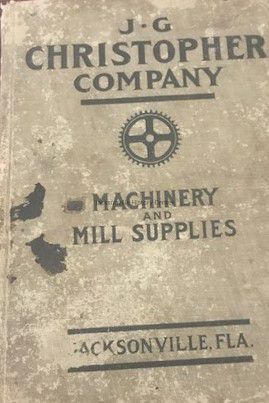 J·G
CHRISTOPHER
COMPANY
MACHINERY
AND
MILL SUPPLIES
ACKSONVILLE, FLA.